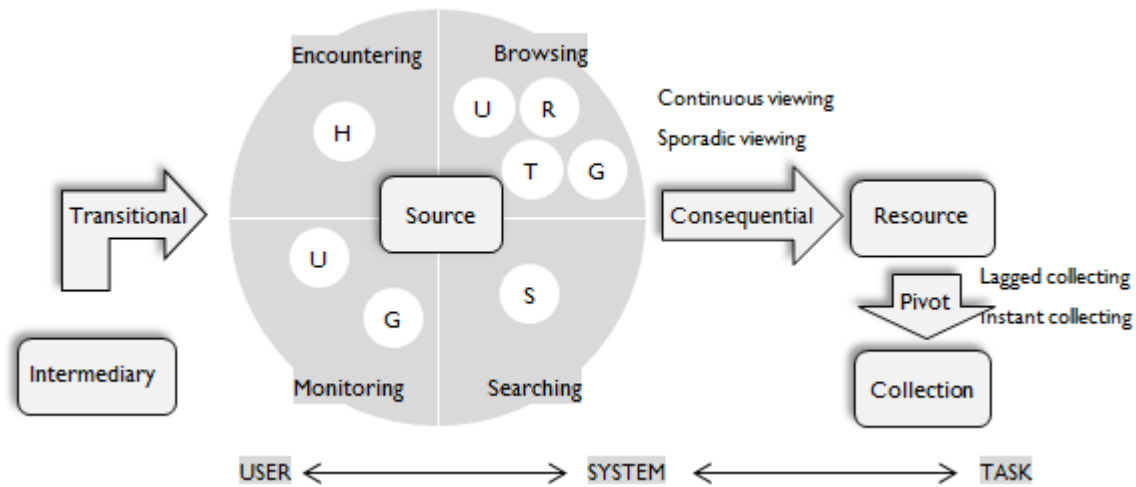 Encountering
Browsing
H
U
R
T
G
Continuous viewing
Sporadic viewing
Transitional
Source
Consequential
Resource
U
G
S
Lagged collecting
Pivot
Instant collecting
Intermediary
Monitoring
Searching
Collection
USER
SYSTEM
TASK